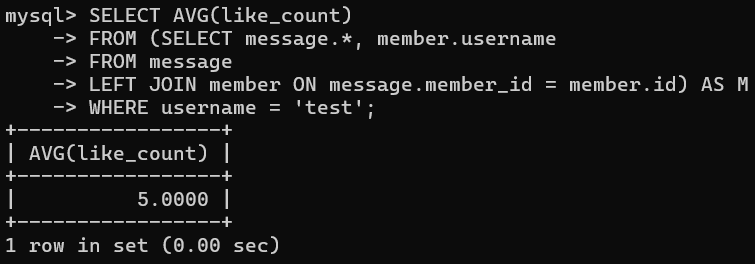 mysql> SELECT AVG(like_count)
    -> FROM (SELECT message.*, member.username
    -> FROM message
    -> LEFT JOIN member ON message.member_id = member.id) AS M
    -> WHERE username = 'test';
+-----------------+
| AVG(like_count) |
+-----------------+
|          5.0000 |
+-----------------+
1 row in set (0.00 sec)